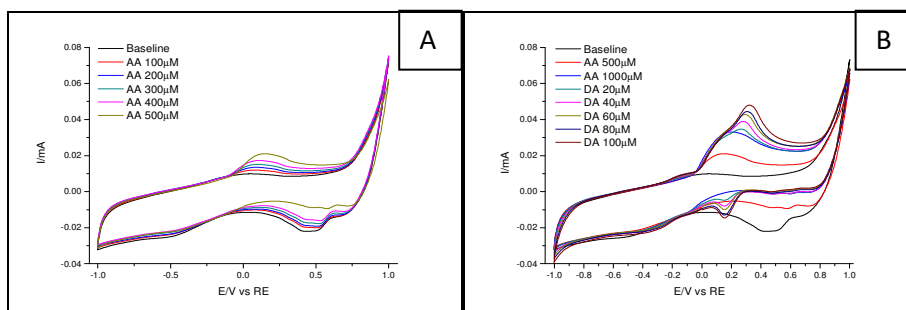 A
0.08
0.06
0.04
0.02
0.00
-0.02
-0.04
I/mA
Baseline
AA 100μM
AA 200μM
AA 300μM
AA 400μM
AA 500μM
-1.0 -0.5 0.0 0.5 1.0
E/V vs RE
B
0.08
0.06
0.04
0.02
0.00
-0.02
-0.04
I/mA
Baseline
AA 500μM
AA 1000μM
DA 20μM
DA 40μM
DA 60μM
DA 80μM
DA 100μM
-1.0 -0.8 -0.6 -0.4 -0.2 0.0 0.2 0.4 0.6 0.8 1.0
E/V vs RE